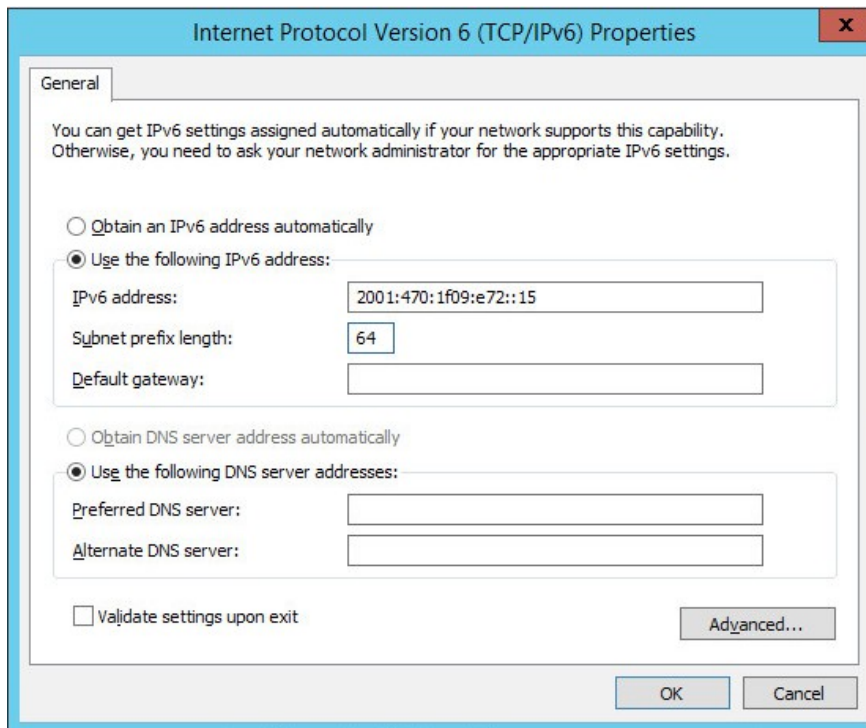 Internet Protocol Version 6 (TCP/IPv6) Properties
X
General
You can get IPv6 settings assigned automatically if your network supports this capability.
Otherwise, you need to ask your network administrator for the appropriate IPv6 settings.
Obtain an IPv6 address automatically
Use the following IPv6 address:
IPv6 address: 2001:470:1f09:e72::15
Subnet prefix length: 64
Default gateway:
Obtain DNS server address automatically
Use the following DNS server addresses:
Preferred DNS server:
Alternate DNS server:
Validate settings upon exit
Advanced...
OK Cancel